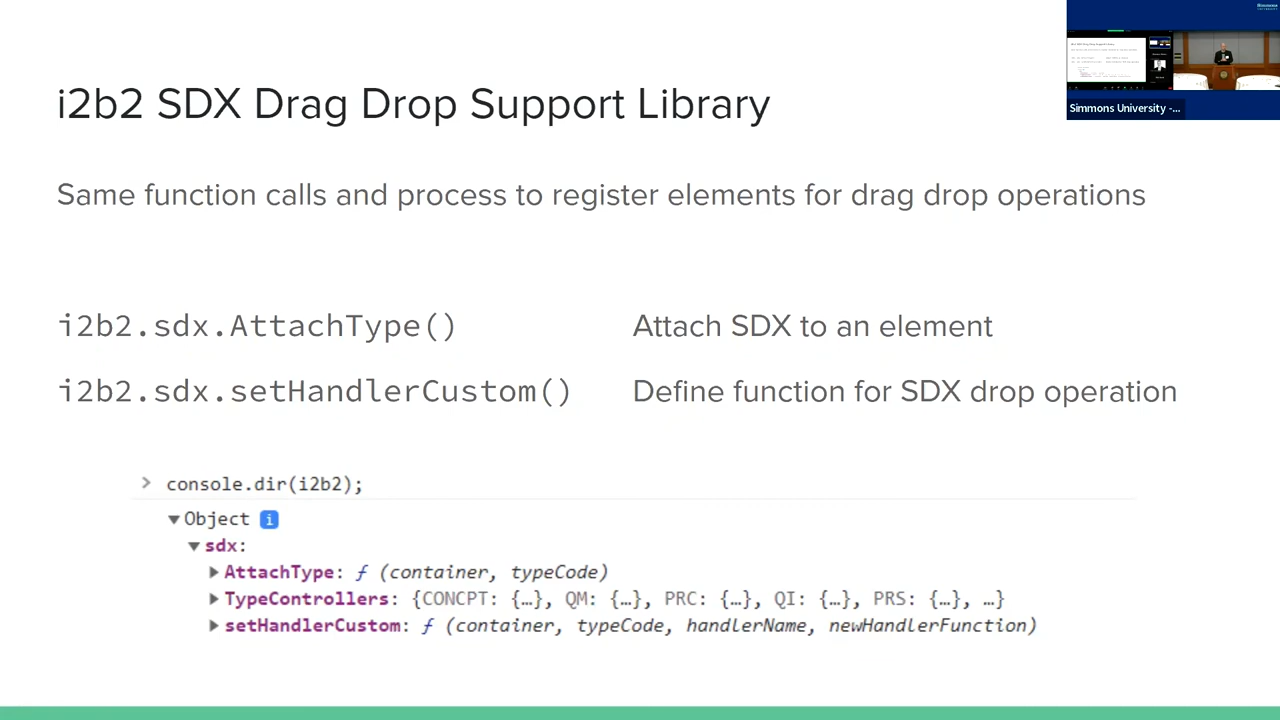 i2b2 SDX Drag Drop Support Library
Simmons University -...
Same function calls and process to register elements for drag drop operations
i2b2.sdx.AttachType() Attach SDX to an element
i2b2.sdx.setHandlerCustom() Define function for SDX drop operation
> console.dir(i2b2);
▼Object i
▼sdx:
▶AttachType: ƒ (container, typeCode)
▶TypeControllers: {CONCPT: {…}, QM: {…}, PRC: {…}, QI: {…}, PRS: {…}, …}
▶setHandlerCustom: ƒ (container, typeCode, handlerName, newHandlerFunction)